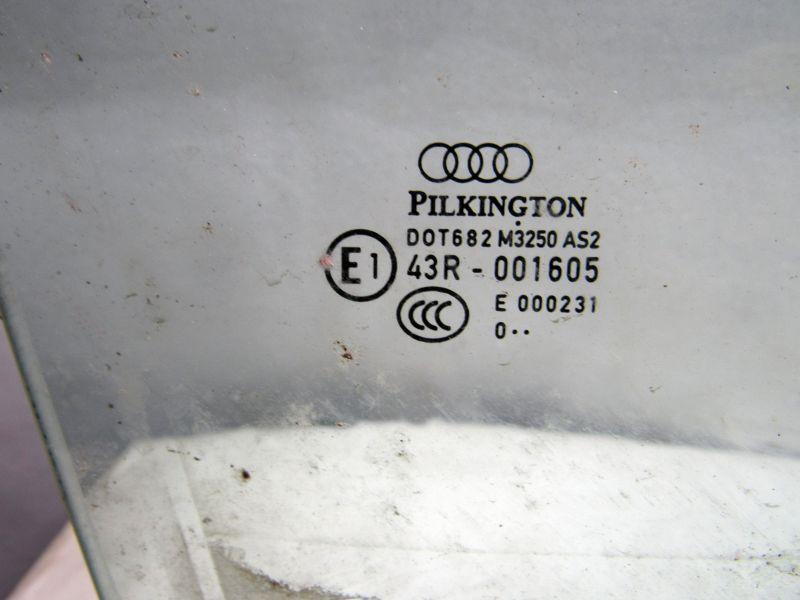 PILKINGTON
DOT682 M3250 AS2
E1 43R - 001605
CCC E 000231
0··